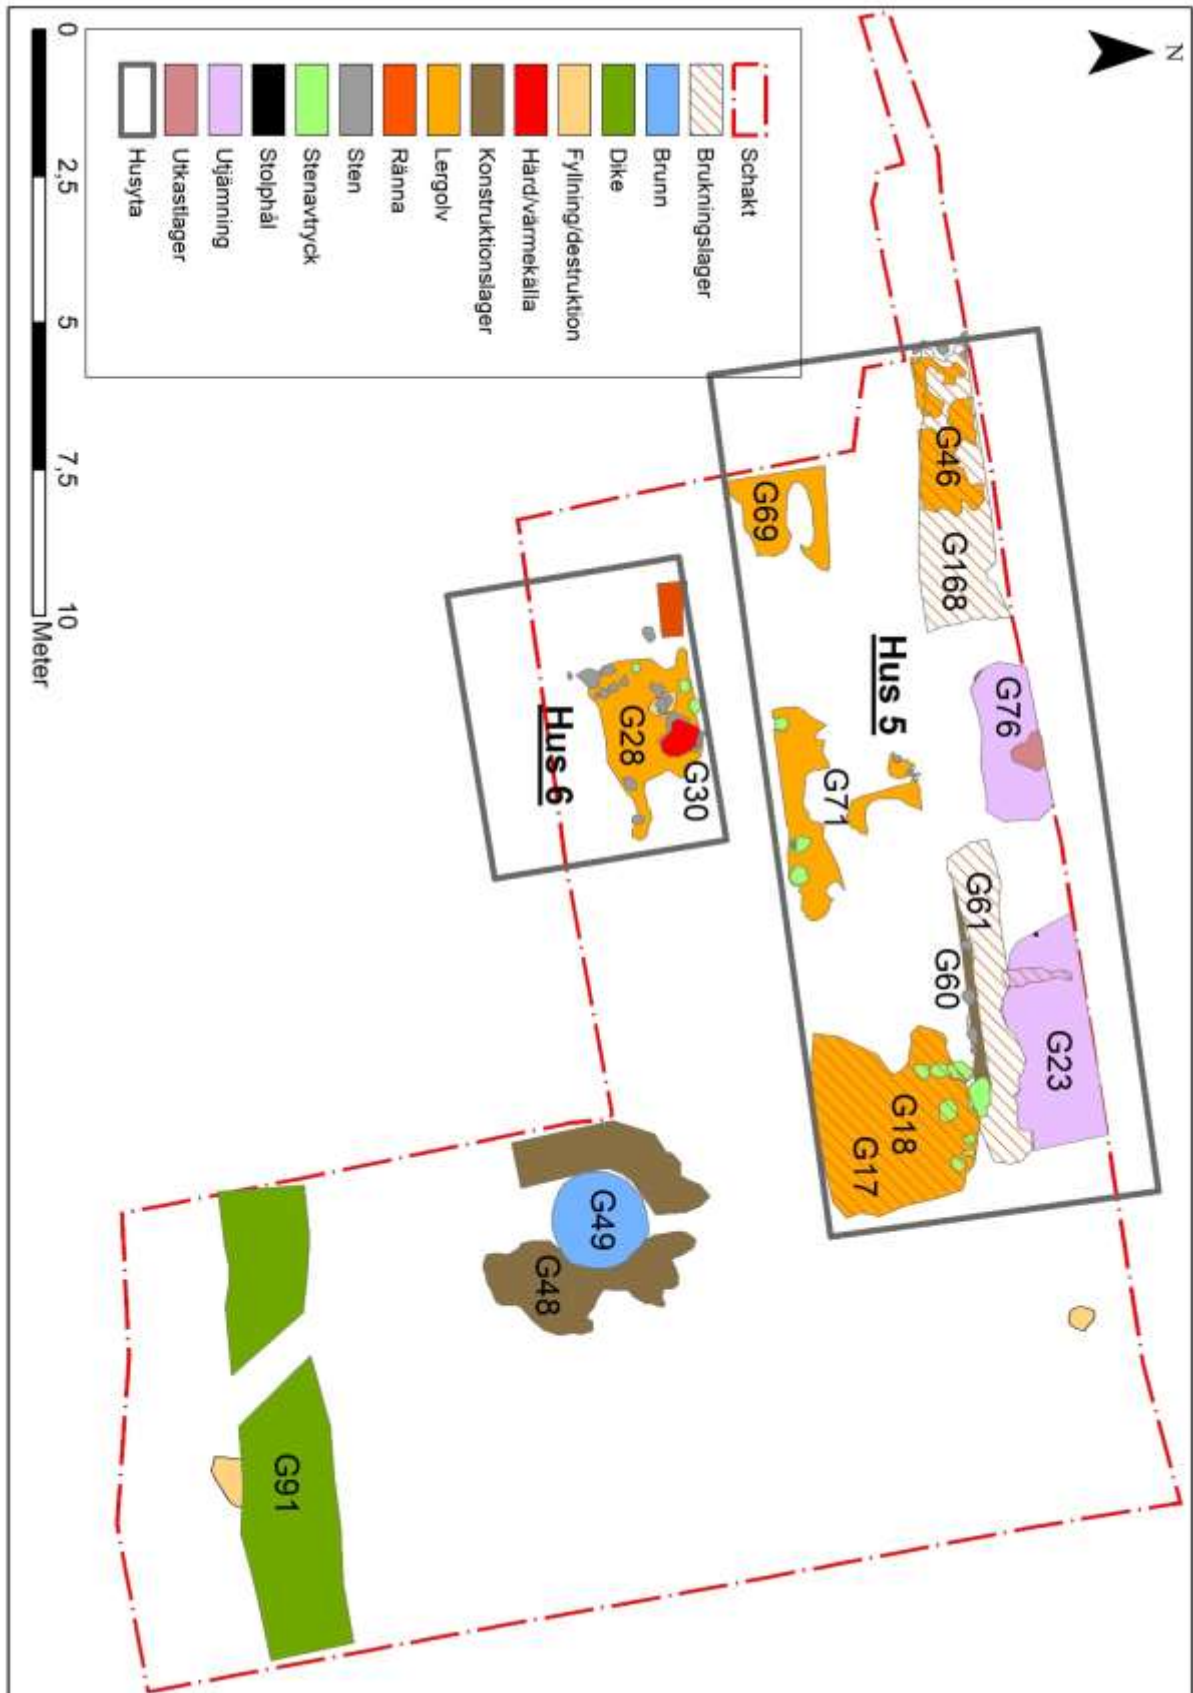 N
Schakt
Brukningslager
Brunn
Dike
Fyllning/destruktion
Härd/värmekälla
Konstruktionslager
Lergolv
Ränna
Sten
Stenavtryck
Stolphål
Utjämning
Utkastlager
Husyta
0 2,5 5 7,5 10
Meter
G46
G168
G76
G61
G23
G60
G18
G17
Hus 5
G69
G71
G30
G28
Hus 6
G49
G48
G91